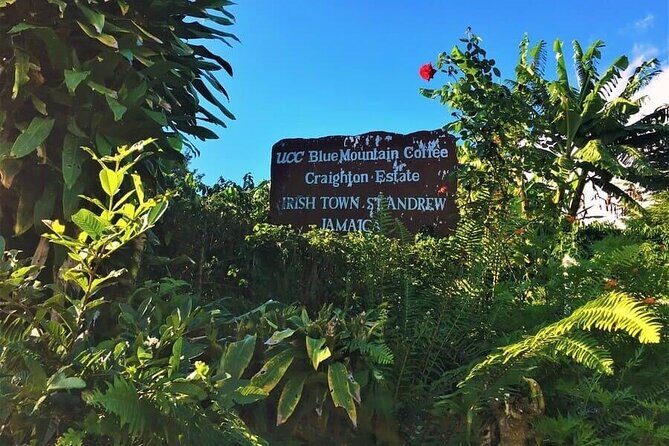 UCC Blue Mountain Coffee
Craighton Estate
IRISH TOWN ST. ANDREW
JAMAICA